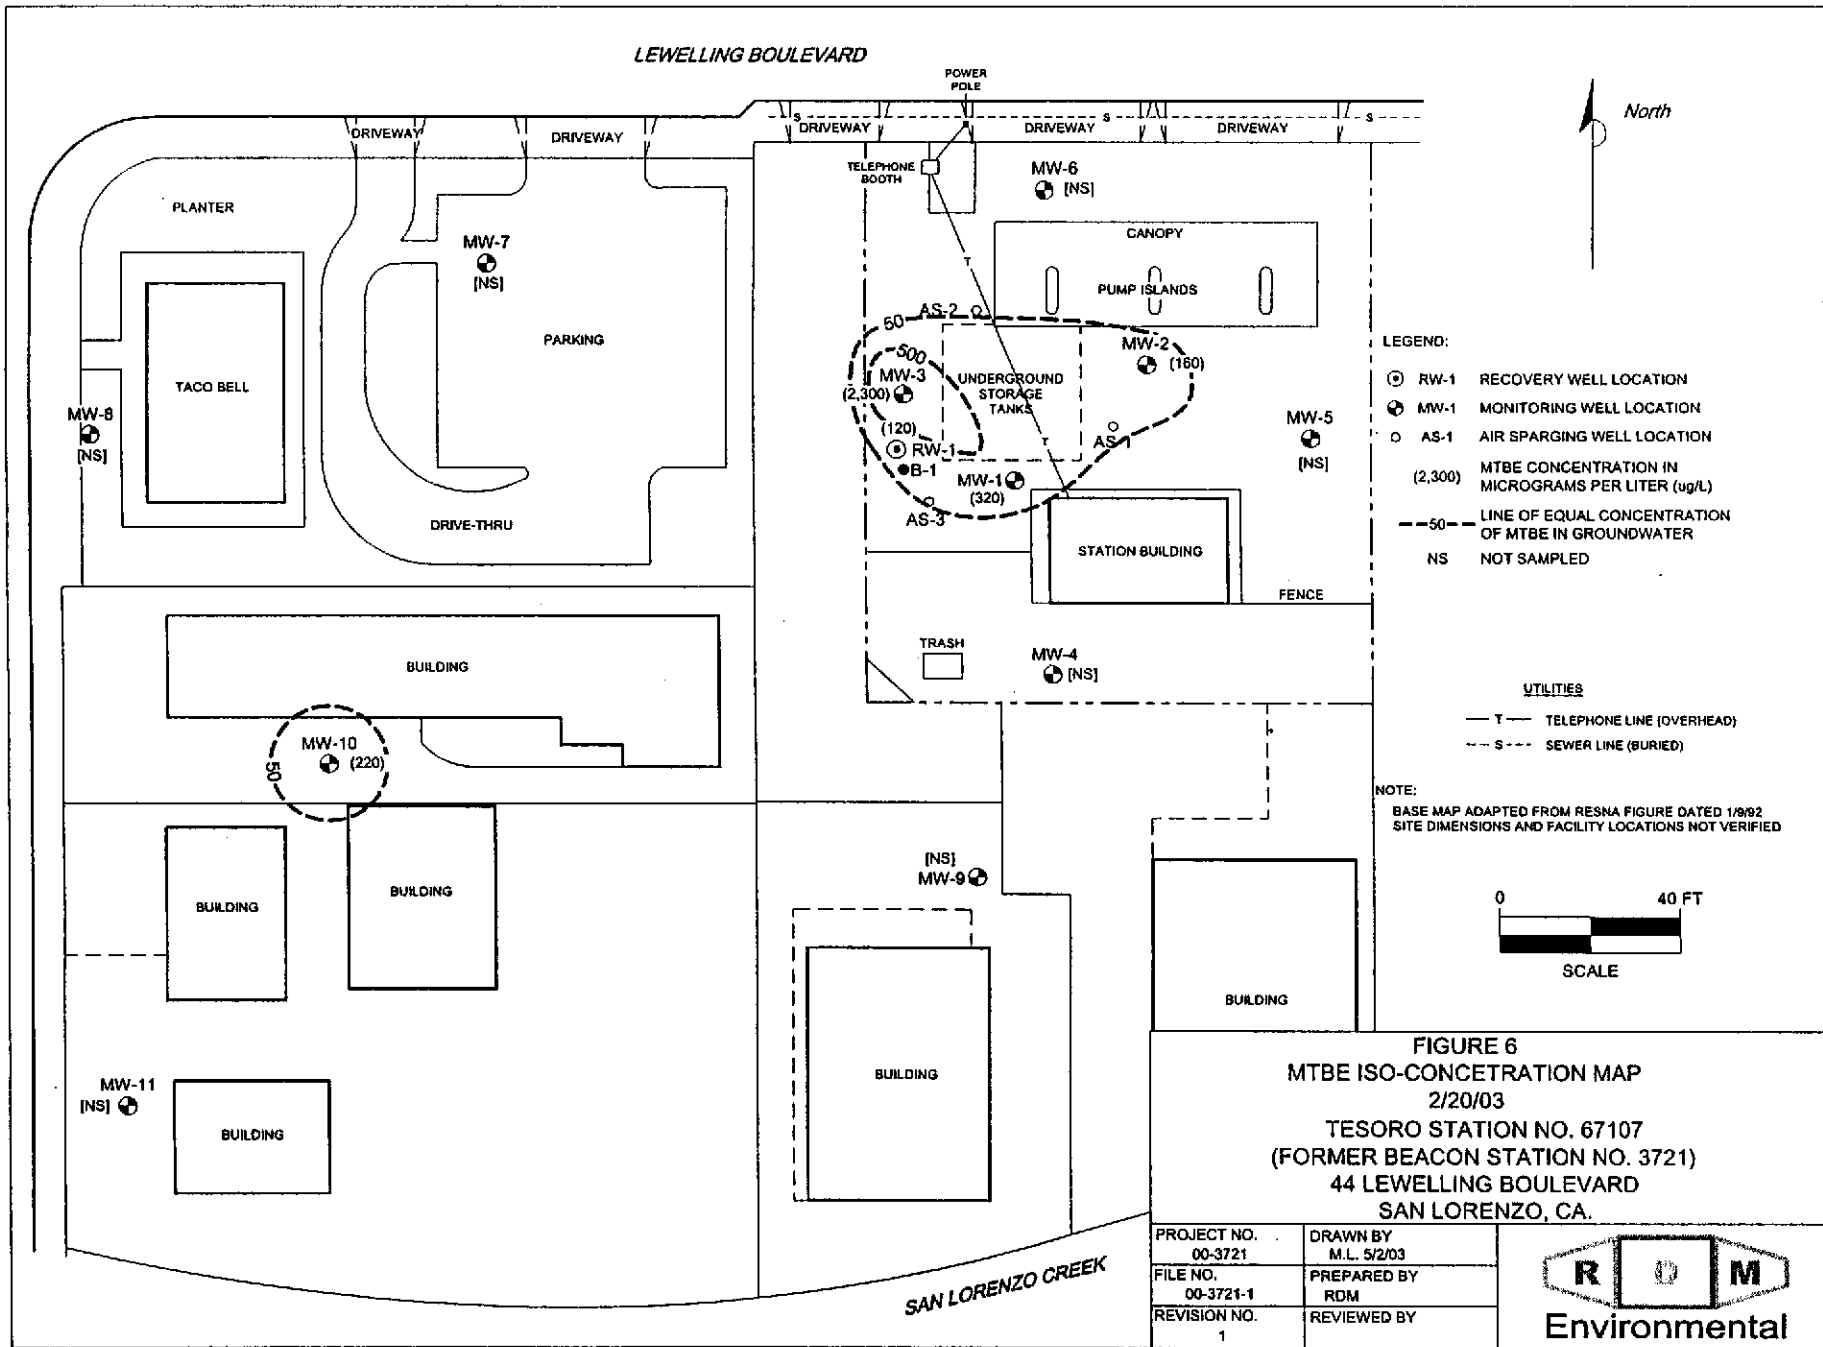 LEWELLING BOULEVARD
POWER
POLE
North
S
S
S
DRIVEWAY
DRIVEWAY
DRIVEWAY
DRIVEWAY
DRIVEWAY
TELEPHONE
BOOTH
MW-6
[NS]
PLANTER
CANOPY
MW-7
[NS]
T
PUMP ISLANDS
AS-2
50
PARKING
500
MW-2
(160)
TACO BELL
MW-3
(2,300)
UNDERGROUND
STORAGE
TANKS
MW-8
[NS]
(120)
RW-1
B-1
T
AS-1
MW-5
[NS]
MW-1
(320)
AS-3
DRIVE-THRU
STATION BUILDING
FENCE
LEGEND:
RW-1 RECOVERY WELL LOCATION
MW-1 MONITORING WELL LOCATION
AS-1 AIR SPARGING WELL LOCATION
(2,300) MTBE CONCENTRATION IN
MICROGRAMS PER LITER (ug/L)
50 LINE OF EQUAL CONCENTRATION
OF MTBE IN GROUNDWATER
NS NOT SAMPLED
BUILDING
TRASH
MW-4
[NS]
UTILITIES
T TELEPHONE LINE (OVERHEAD)
S SEWER LINE (BURIED)
MW-10
(220)
50
NOTE:
BASE MAP ADAPTED FROM RESNA FIGURE DATED 1/9/92
SITE DIMENSIONS AND FACILITY LOCATIONS NOT VERIFIED
BUILDING
BUILDING
[NS]
MW-9
0 40 FT
SCALE
BUILDING
BUILDING
MW-11
[NS]
BUILDING
SAN LORENZO CREEK
FIGURE 6
MTBE ISO-CONCETRATION MAP
2/20/03
TESORO STATION NO. 67107
(FORMER BEACON STATION NO. 3721)
44 LEWELLING BOULEVARD
SAN LORENZO, CA.
PROJECT NO.
00-3721
DRAWN BY
M.L. 5/2/03
FILE NO.
00-3721-1
PREPARED BY
RDM
REVISION NO.
1
REVIEWED BY
R D M
Environmental